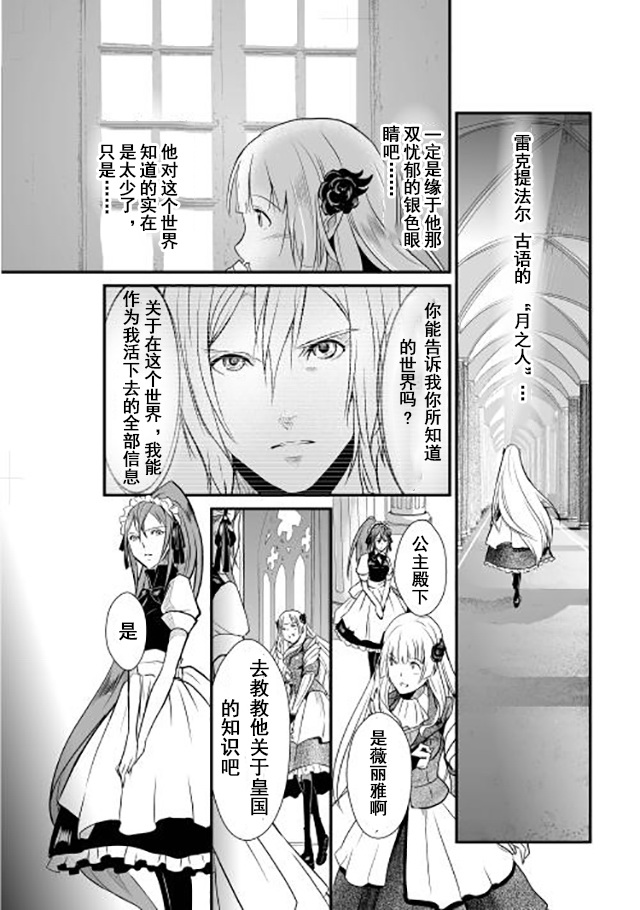 雷克提法尔 古语的
“月之人”…
一定是缘于他那
双忧郁的银色眼
睛吧……
他对这个世界
知道的实在
是太少了，
只是……
你能告诉我你所知道
的世界吗？
关于在这个世界，我能
作为我活下去的全部信息
公主殿下
是薇丽雅啊
去教教他关于皇国
的知识吧
是